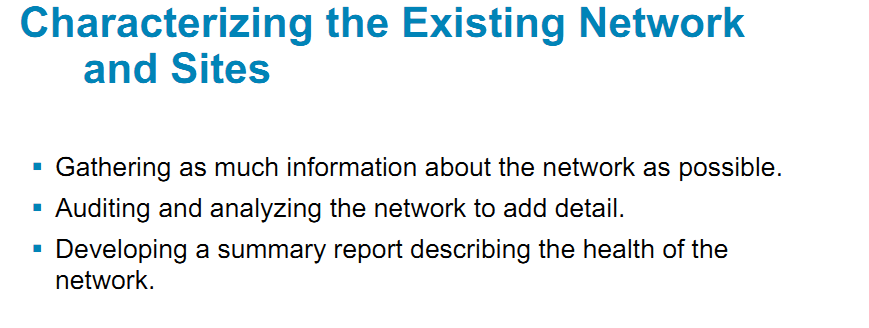 Characterizing the Existing Network
and Sites
▪ Gathering as much information about the network as possible.
▪ Auditing and analyzing the network to add detail.
▪ Developing a summary report describing the health of the
network.